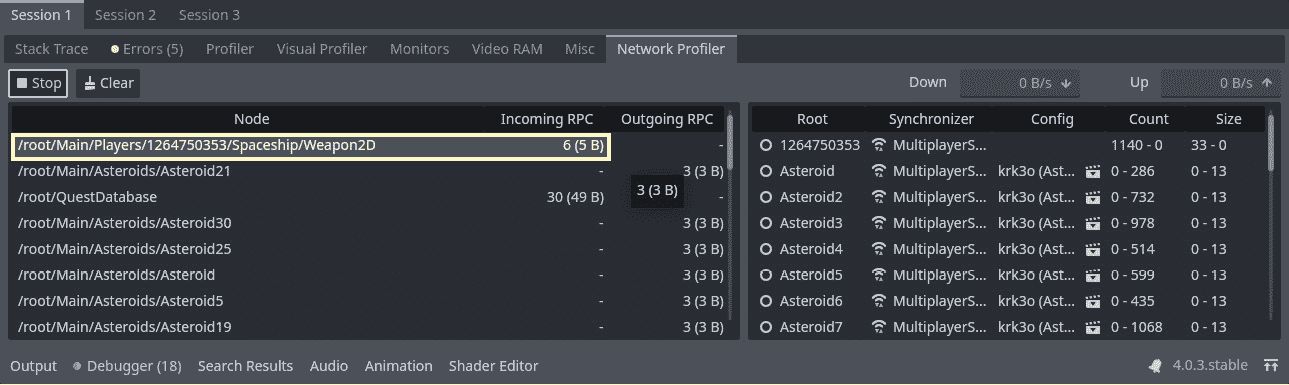 Session 1 Session 2 Session 3
Stack Trace Errors (5) Profiler Visual Profiler Monitors Video RAM Misc Network Profiler
Stop Clear Down 0 B/s Up 0 B/s
Node Incoming RPC Outgoing RPC Root Synchronizer Config Count Size
/root/Main/Players/1264750353/Spaceship/Weapon2D 6 (5 B) - 1264750353 MultiplayerS... 1140 - 0 33 - 0
/root/Main/Asteroids/Asteroid21 - 3 (3 B) Asteroid MultiplayerS... krk3o (Ast... 0 - 286 0 - 13
3 (3 B)
/root/QuestDatabase 30 (49 B) - Asteroid2 MultiplayerS... krk3o (Ast... 0 - 732 0 - 13
/root/Main/Asteroids/Asteroid30 - 3 (3 B) Asteroid3 MultiplayerS... krk3o (Ast... 0 - 978 0 - 13
/root/Main/Asteroids/Asteroid25 - 3 (3 B) Asteroid4 MultiplayerS... krk3o (Ast... 0 - 514 0 - 13
/root/Main/Asteroids/Asteroid - 3 (3 B) Asteroid5 MultiplayerS... krk3o (Ast... 0 - 599 0 - 13
/root/Main/Asteroids/Asteroid5 - 3 (3 B) Asteroid6 MultiplayerS... krk3o (Ast... 0 - 435 0 - 13
/root/Main/Asteroids/Asteroid19 - 3 (3 B) Asteroid7 MultiplayerS... krk3o (Ast... 0 - 1068 0 - 13
Output Debugger (18) Search Results Audio Animation Shader Editor 4.0.3.stable